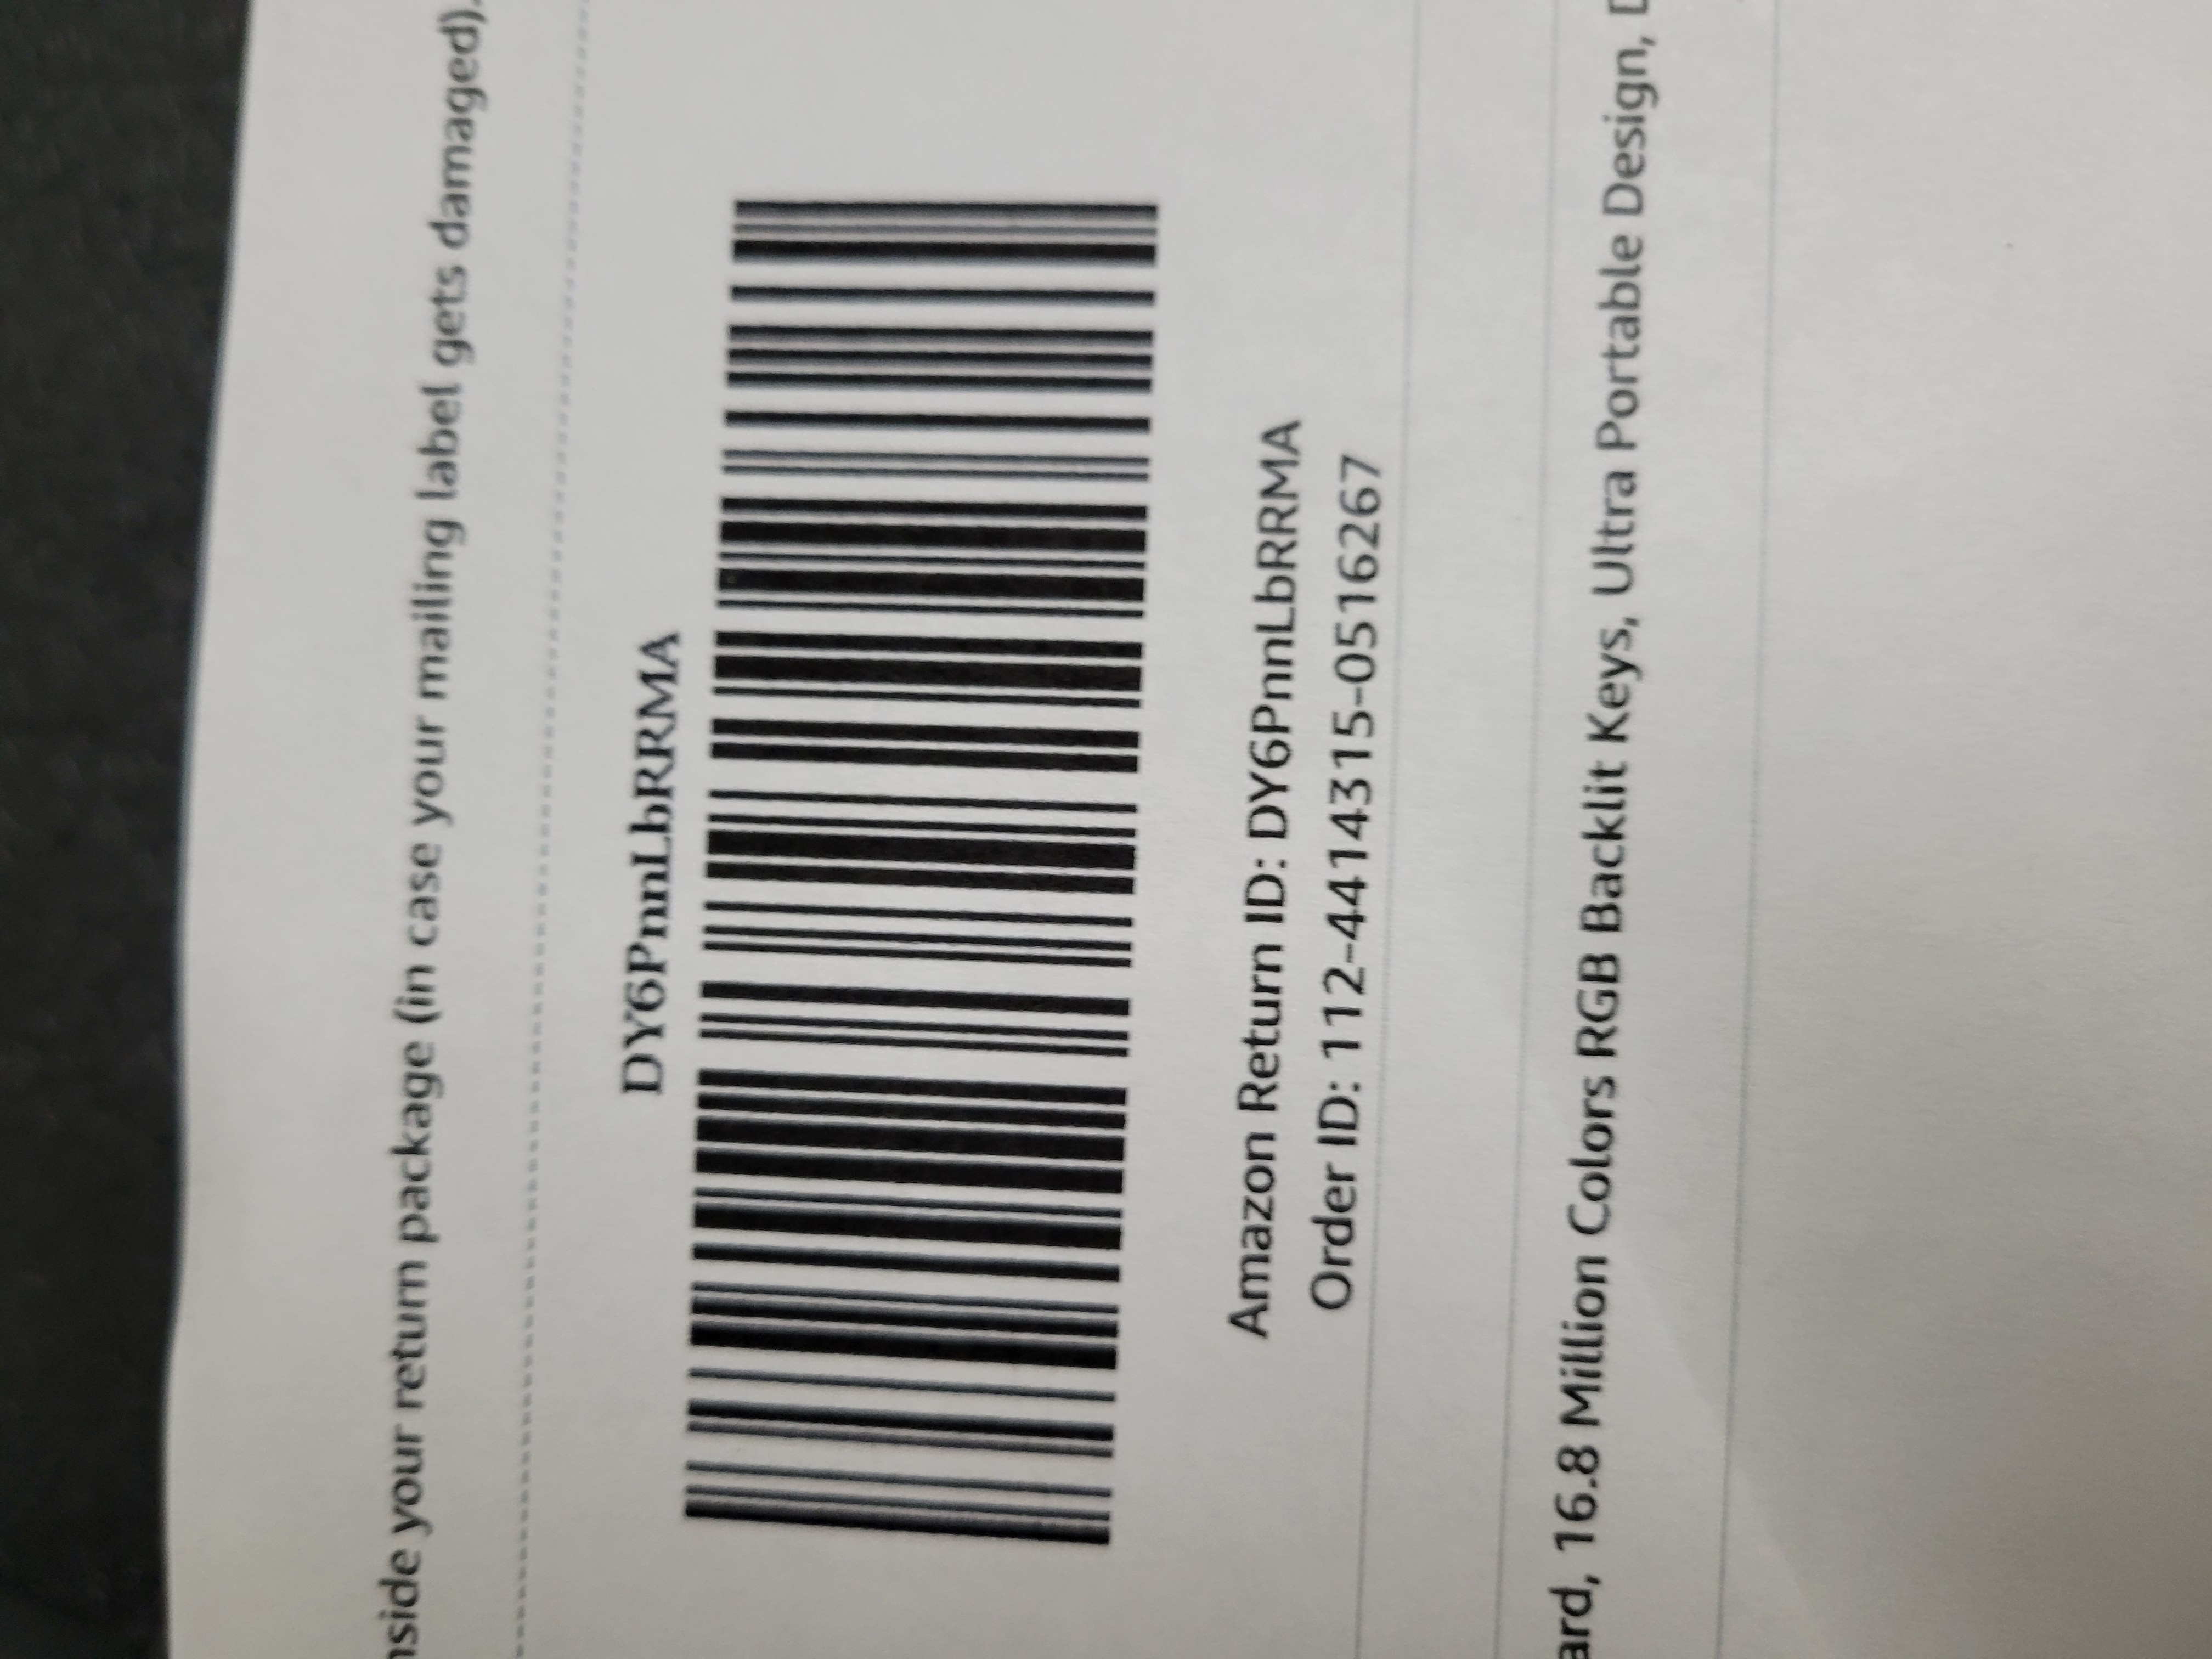 nside your return package (in case your mailing label gets damaged).
DY6PnnLbRRMA
Amazon Return ID: DY6PnnLbRRMA
Order ID: 112-4414315-0516267
ard, 16.8 Million Colors RGB Backlit Keys, Ultra Portable Design,